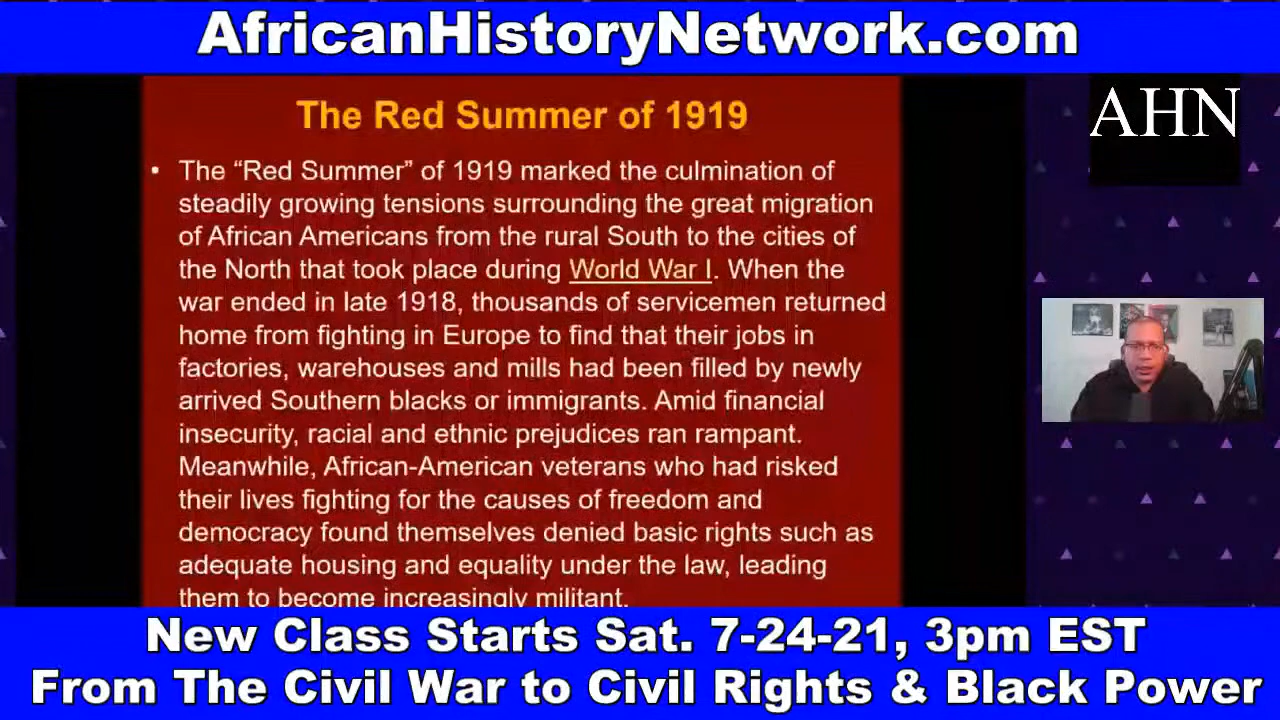 AfricanHistoryNetwork.com
AHN
The Red Summer of 1919
• The “Red Summer” of 1919 marked the culmination of
steadily growing tensions surrounding the great migration
of African Americans from the rural South to the cities of
the North that took place during World War I. When the
war ended in late 1918, thousands of servicemen returned
home from fighting in Europe to find that their jobs in
factories, warehouses and mills had been filled by newly
arrived Southern blacks or immigrants. Amid financial
insecurity, racial and ethnic prejudices ran rampant.
Meanwhile, African-American veterans who had risked
their lives fighting for the causes of freedom and
democracy found themselves denied basic rights such as
adequate housing and equality under the law, leading
them to become increasingly militant.
New Class Starts Sat. 7-24-21, 3pm EST
From The Civil War to Civil Rights & Black Power